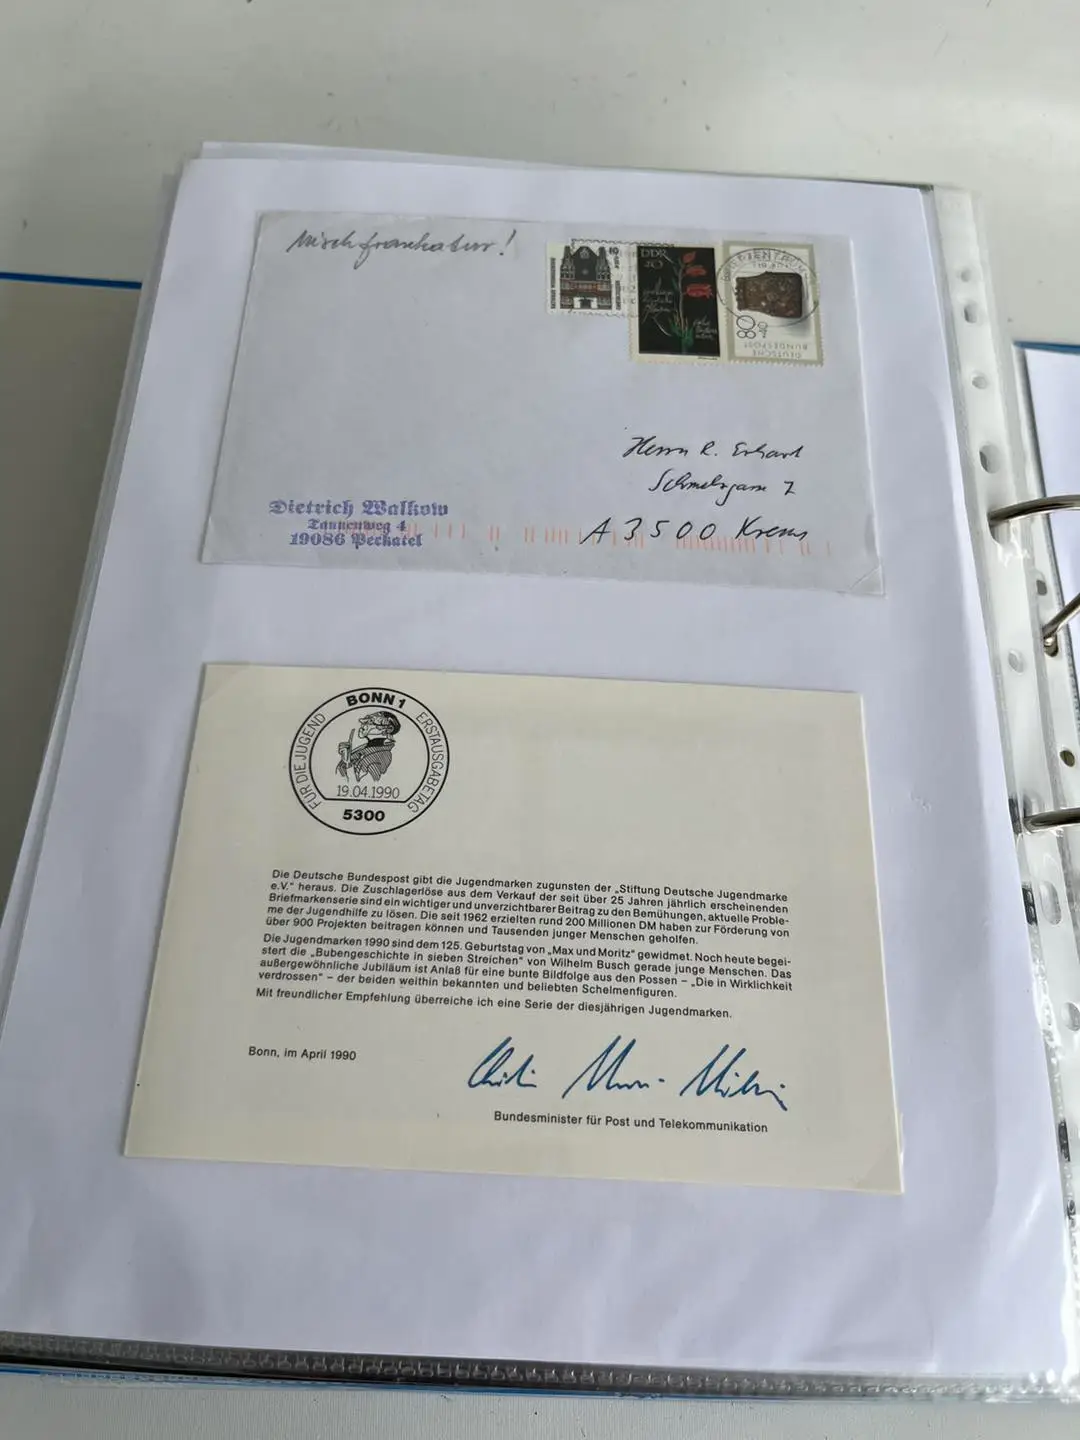 Mischfrankatur!
DDR
20
80
DEUTSCHE
BUNDESPOST
Herrn R. Erhart
A 3500 Krems
Dietrich Walkow
Tannenweg 4
19086 Peckatel
BONN 1
FÜR DIE JUGEND
ERSTAUSGABETAG
19.04.1990
5300
Die Deutsche Bundespost gibt die Jugendmarken zugunsten der „Stiftung Deutsche Jugendmarke
e.V.“ heraus. Die Zuschlagerlöse aus dem Verkauf der seit über 25 Jahren jährlich erscheinenden
Briefmarkenserie sind ein wichtiger und unverzichtbarer Beitrag zu den Bemühungen, aktuelle Proble-
me der Jugendhilfe zu lösen. Die seit 1962 erzielten rund 200 Millionen DM haben zur Förderung von
über 900 Projekten beitragen können und Tausenden junger Menschen geholfen.
Die Jugendmarken 1990 sind dem 125. Geburtstag von „Max und Moritz“ gewidmet. Noch heute begei-
stert die „Bubengeschichte in sieben Streichen“ von Wilhelm Busch gerade junge Menschen. Das
außergewöhnliche Jubiläum ist Anlaß für eine bunte Bildfolge aus den Possen – „Die in Wirklichkeit
verdrossen“ – der beiden weithin bekannten und beliebten Schelmenfiguren.
Mit freundlicher Empfehlung überreiche ich eine Serie der diesjährigen Jugendmarken.
Bonn, im April 1990
Bundesminister für Post und Telekommunikation